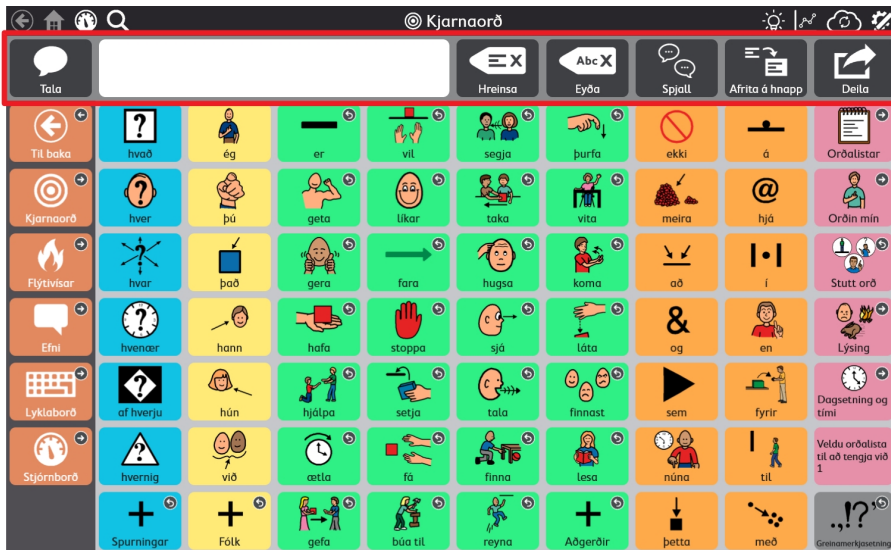 Kjarnaorð
Tala
Hreinsa
Abc X
Eyða
Spjall
Afrita á hnapp
Deila
Til baka
hvað
ég
er
vil
segja
þurfa
ekki
á
Orðalistar
Kjarnaorð
hver
þú
geta
líkar
taka
vita
meira
@
hjá
Orðin mín
Flýtivísar
hvar
það
gera
fara
hugsa
koma
að
í
Stutt orð
Efni
hvenær
hann
hafa
stoppa
sjá
láta
&
og
en
Lýsing
Lyklaborð
af hverju
hún
hjálpa
setja
tala
finnast
sem
fyrir
Dagsetning og
tími
Stjórnborð
hvernig
við
ætla
fá
finna
lesa
núna
til
Veldu orðalista
til að tengja við
1
Spurningar
Fólk
gefa
búa til
reyna
Aðgerðir
þetta
með
.,!?’
Greinamerkjasetning